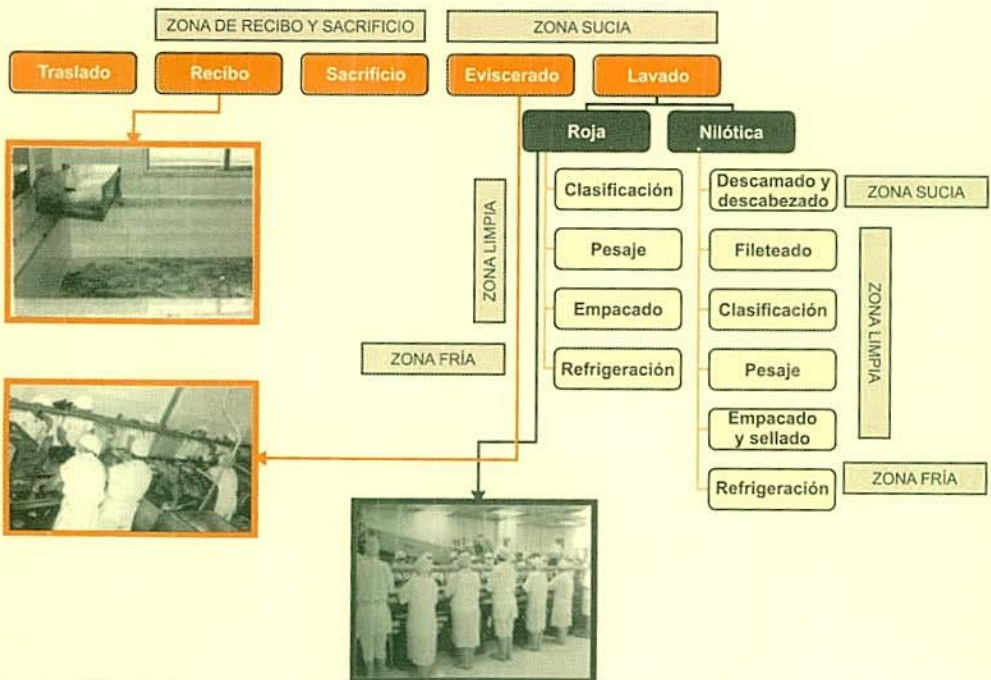 ZONA DE RECIBO Y SACRIFICIO
ZONA SUCIA
Traslado
Recibo
Sacrificio
Eviscerado
Lavado
Roja
Nilótica
ZONA LIMPIA
Clasificación
Pesaje
Empacado
Refrigeración
ZONA FRÍA
Descamado y
descabezado
ZONA SUCIA
Fileteado
Clasificación
Pesaje
Empacado
y sellado
ZONA LIMPIA
Refrigeración
ZONA FRÍA